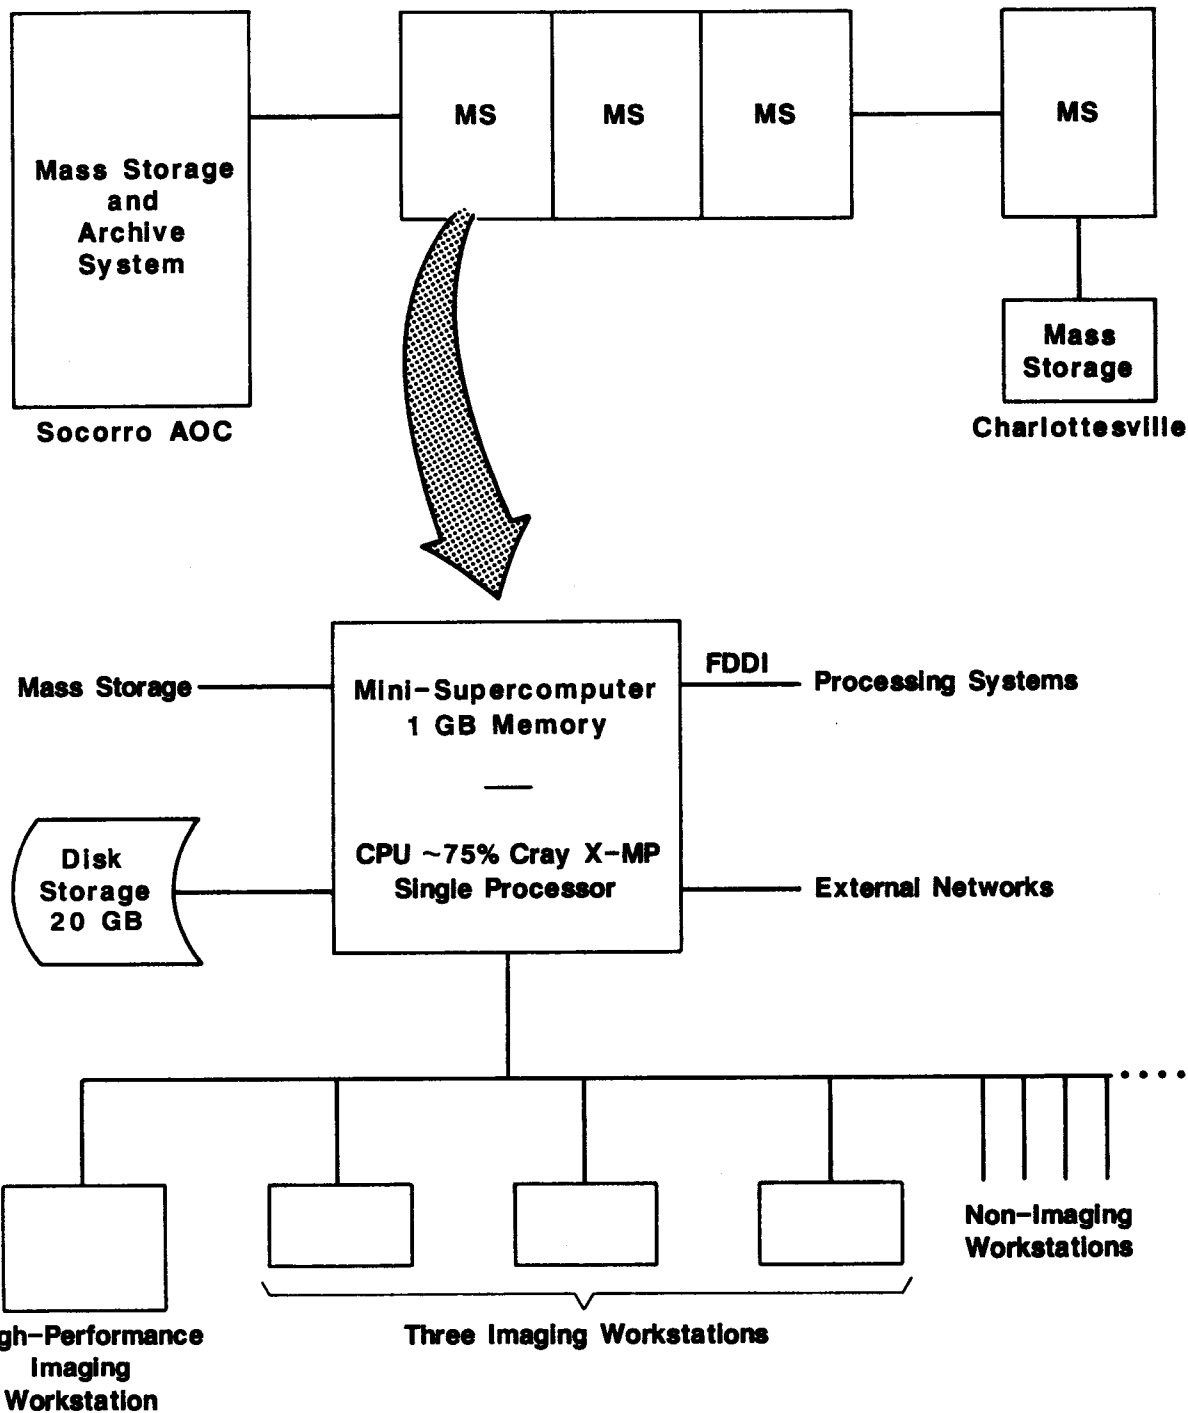 MS
MS
MS
MS
Mass Storage
and
Archive
System
Socorro AOC
Mass
Storage
Charlottesville
Mass Storage
Mini-Supercomputer
1 GB Memory
CPU ~75% Cray X-MP
Single Processor
FDDI
Processing Systems
Disk
Storage
20 GB
External Networks
Non-Imaging
Workstations
gh-Performance
Imaging
Workstation
Three Imaging Workstations